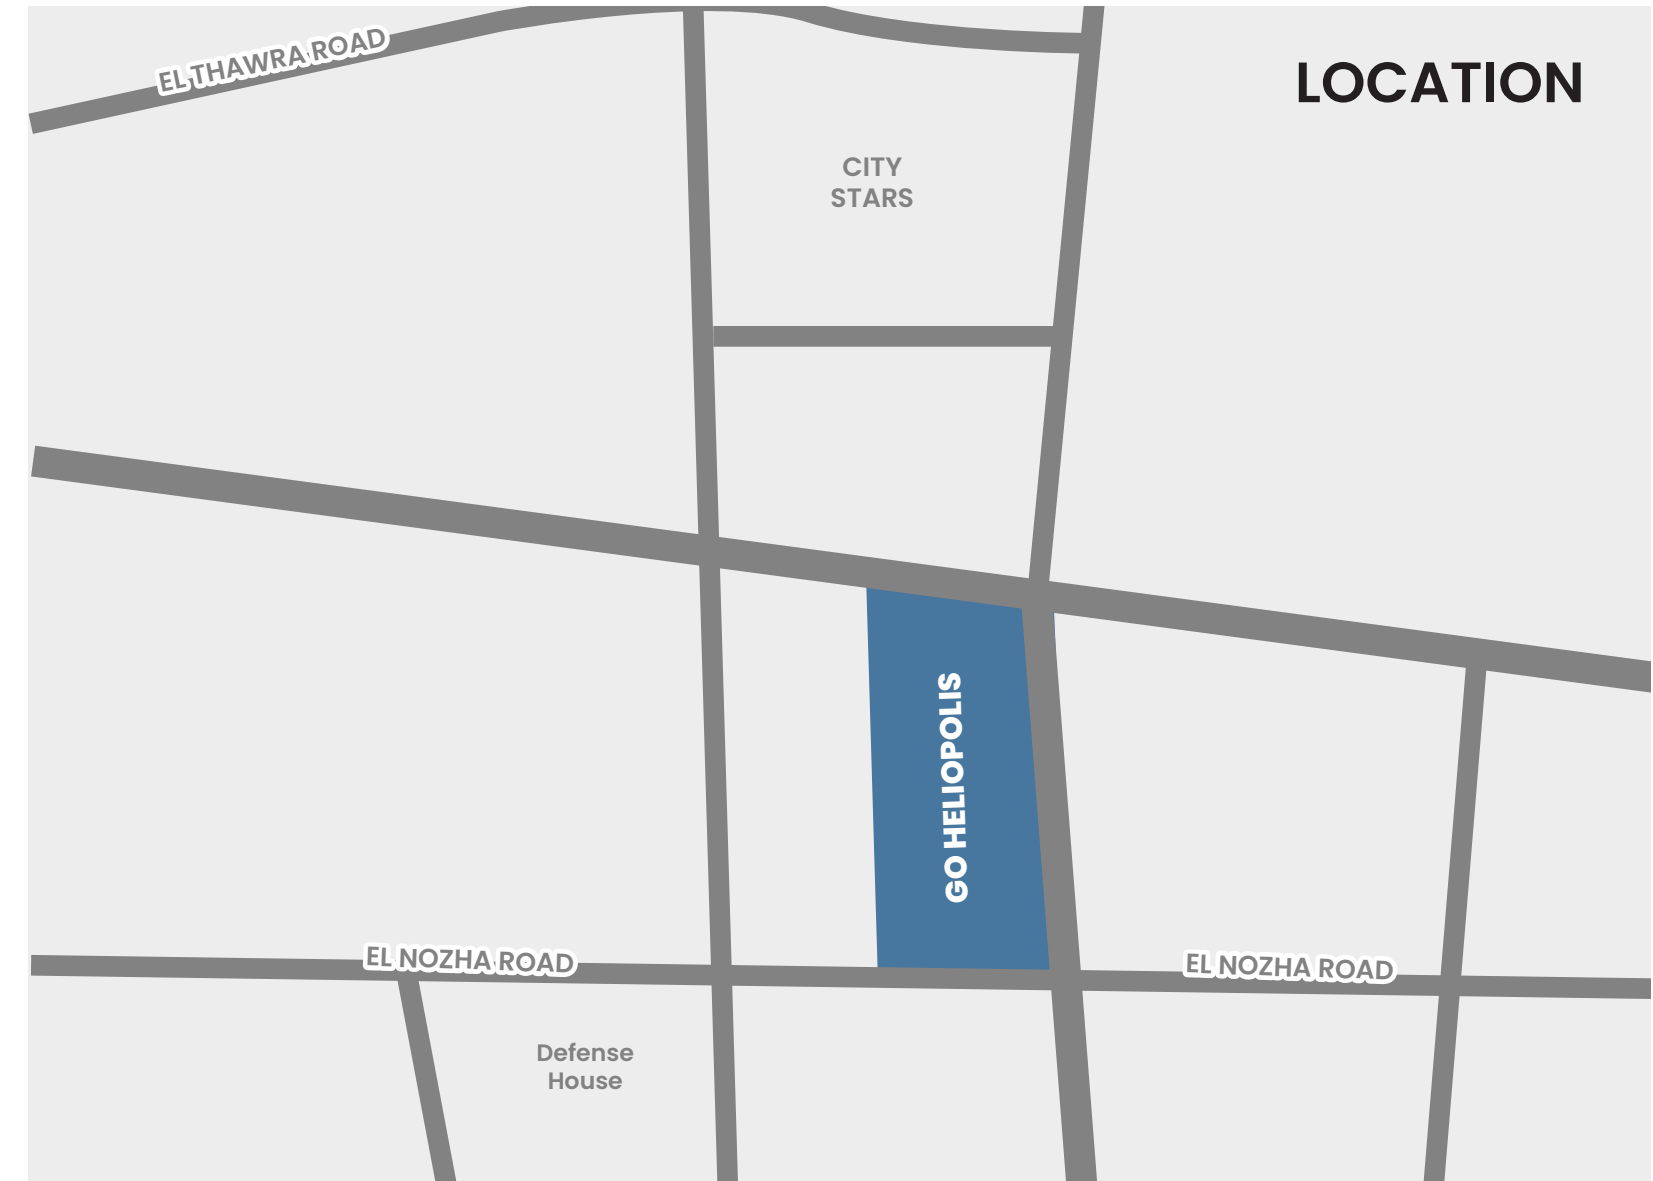 EL THAWRA ROAD
LOCATION
CITY
STARS
GO HELIOPOLIS
EL NOZHA ROAD
EL NOZHA ROAD
Defense
House